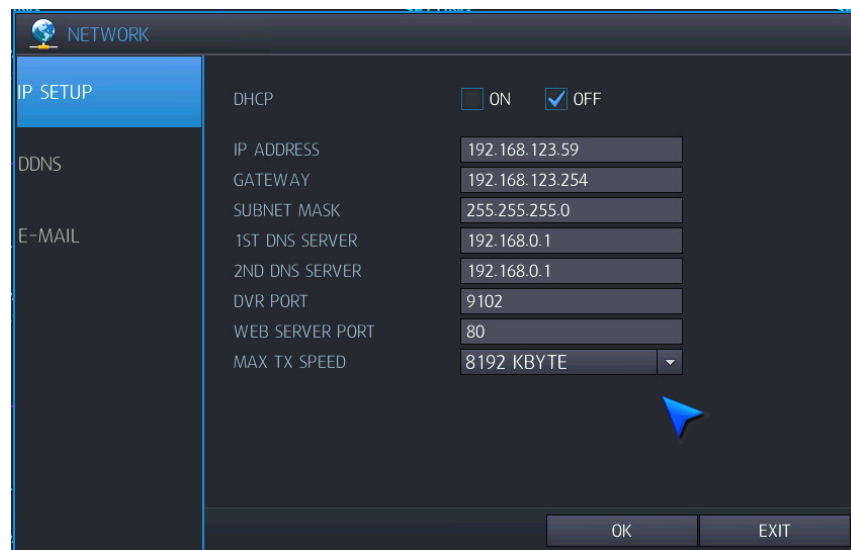 NETWORK
IP SETUP
DDNS
E-MAIL
DHCP ON OFF
IP ADDRESS 192.168.123.59
GATEWAY 192.168.123.254
SUBNET MASK 255.255.255.0
1ST DNS SERVER 192.168.0.1
2ND DNS SERVER 192.168.0.1
DVR PORT 9102
WEB SERVER PORT 80
MAX TX SPEED 8192 KBYTE
OK EXIT